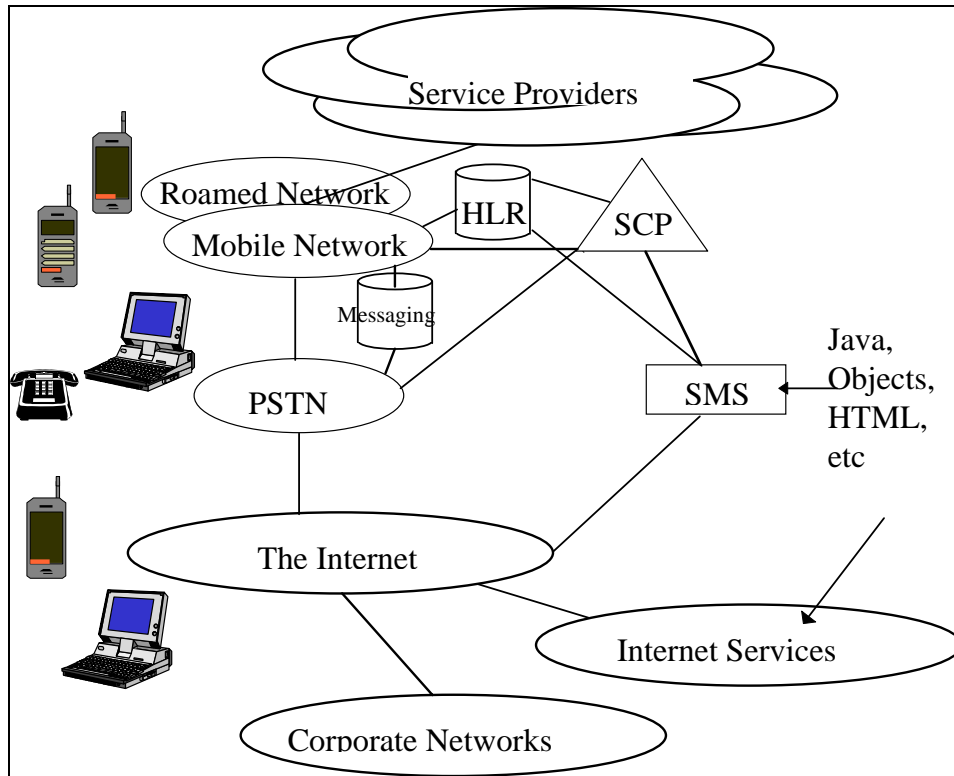 Service Providers
Roamed Network
HLR
SCP
Mobile Network
Messaging
Java,
Objects,
HTML,
etc
PSTN
SMS
The Internet
Internet Services
Corporate Networks